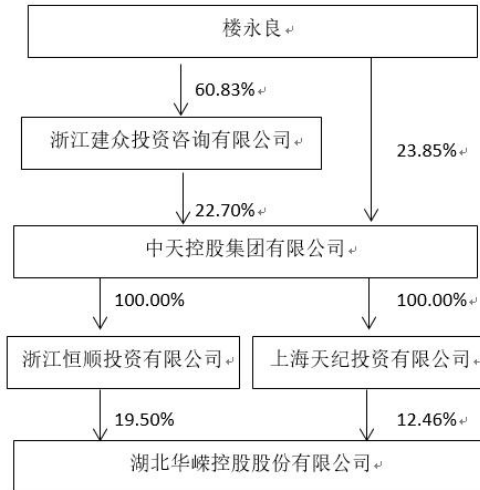 楼永良
60.83%
浙江建众投资咨询有限公司
23.85%
22.70%
中天控股集团有限公司
100.00%
100.00%
浙江恒顺投资有限公司
上海天纪投资有限公司
19.50%
12.46%
湖北华嵘控股股份有限公司